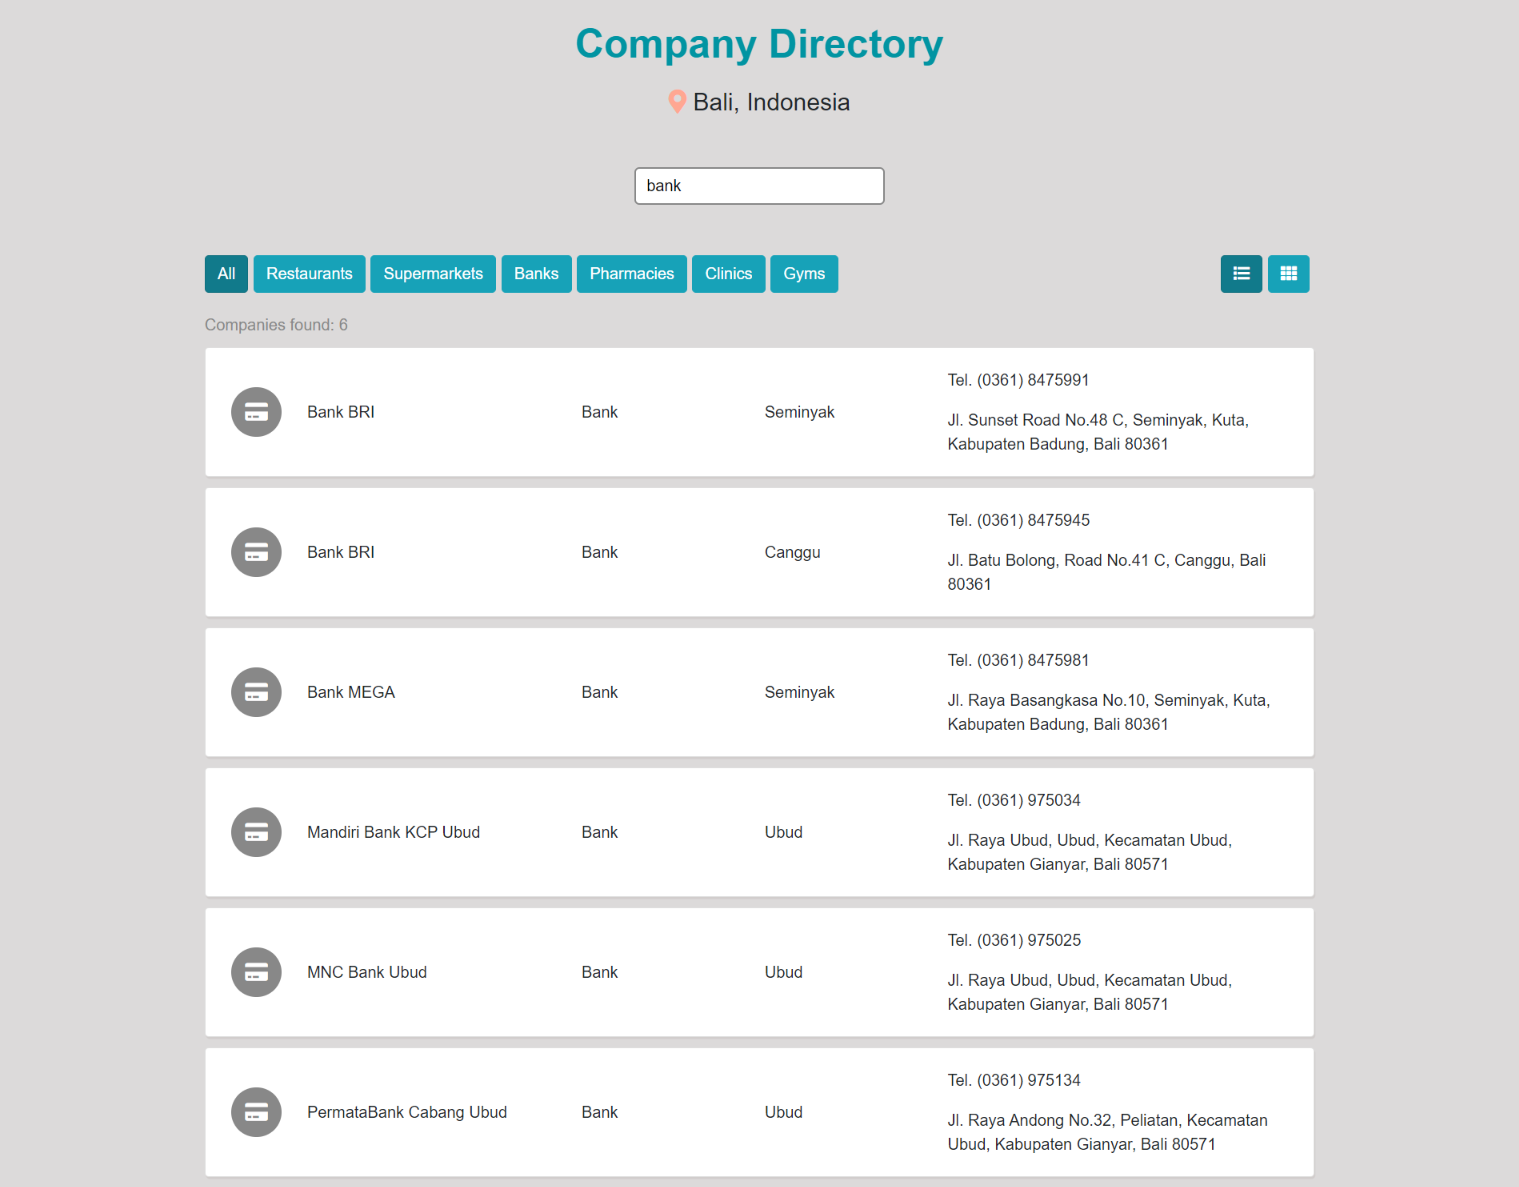 Company Directory
Bali, Indonesia
bank
All Restaurants Supermarkets Banks Pharmacies Clinics Gyms
Companies found: 6
Bank BRI Bank Seminyak
Tel. (0361) 8475991
Jl. Sunset Road No.48 C, Seminyak, Kuta,
Kabupaten Badung, Bali 80361
Bank BRI Bank Canggu
Tel. (0361) 8475945
Jl. Batu Bolong, Road No.41 C, Canggu, Bali
80361
Bank MEGA Bank Seminyak
Tel. (0361) 8475981
Jl. Raya Basangkasa No.10, Seminyak, Kuta,
Kabupaten Badung, Bali 80361
Mandiri Bank KCP Ubud Bank Ubud
Tel. (0361) 975034
Jl. Raya Ubud, Ubud, Kecamatan Ubud,
Kabupaten Gianyar, Bali 80571
MNC Bank Ubud Bank Ubud
Tel. (0361) 975025
Jl. Raya Ubud, Ubud, Kecamatan Ubud,
Kabupaten Gianyar, Bali 80571
PermataBank Cabang Ubud Bank Ubud
Tel. (0361) 975134
Jl. Raya Andong No.32, Peliatan, Kecamatan
Ubud, Kabupaten Gianyar, Bali 80571